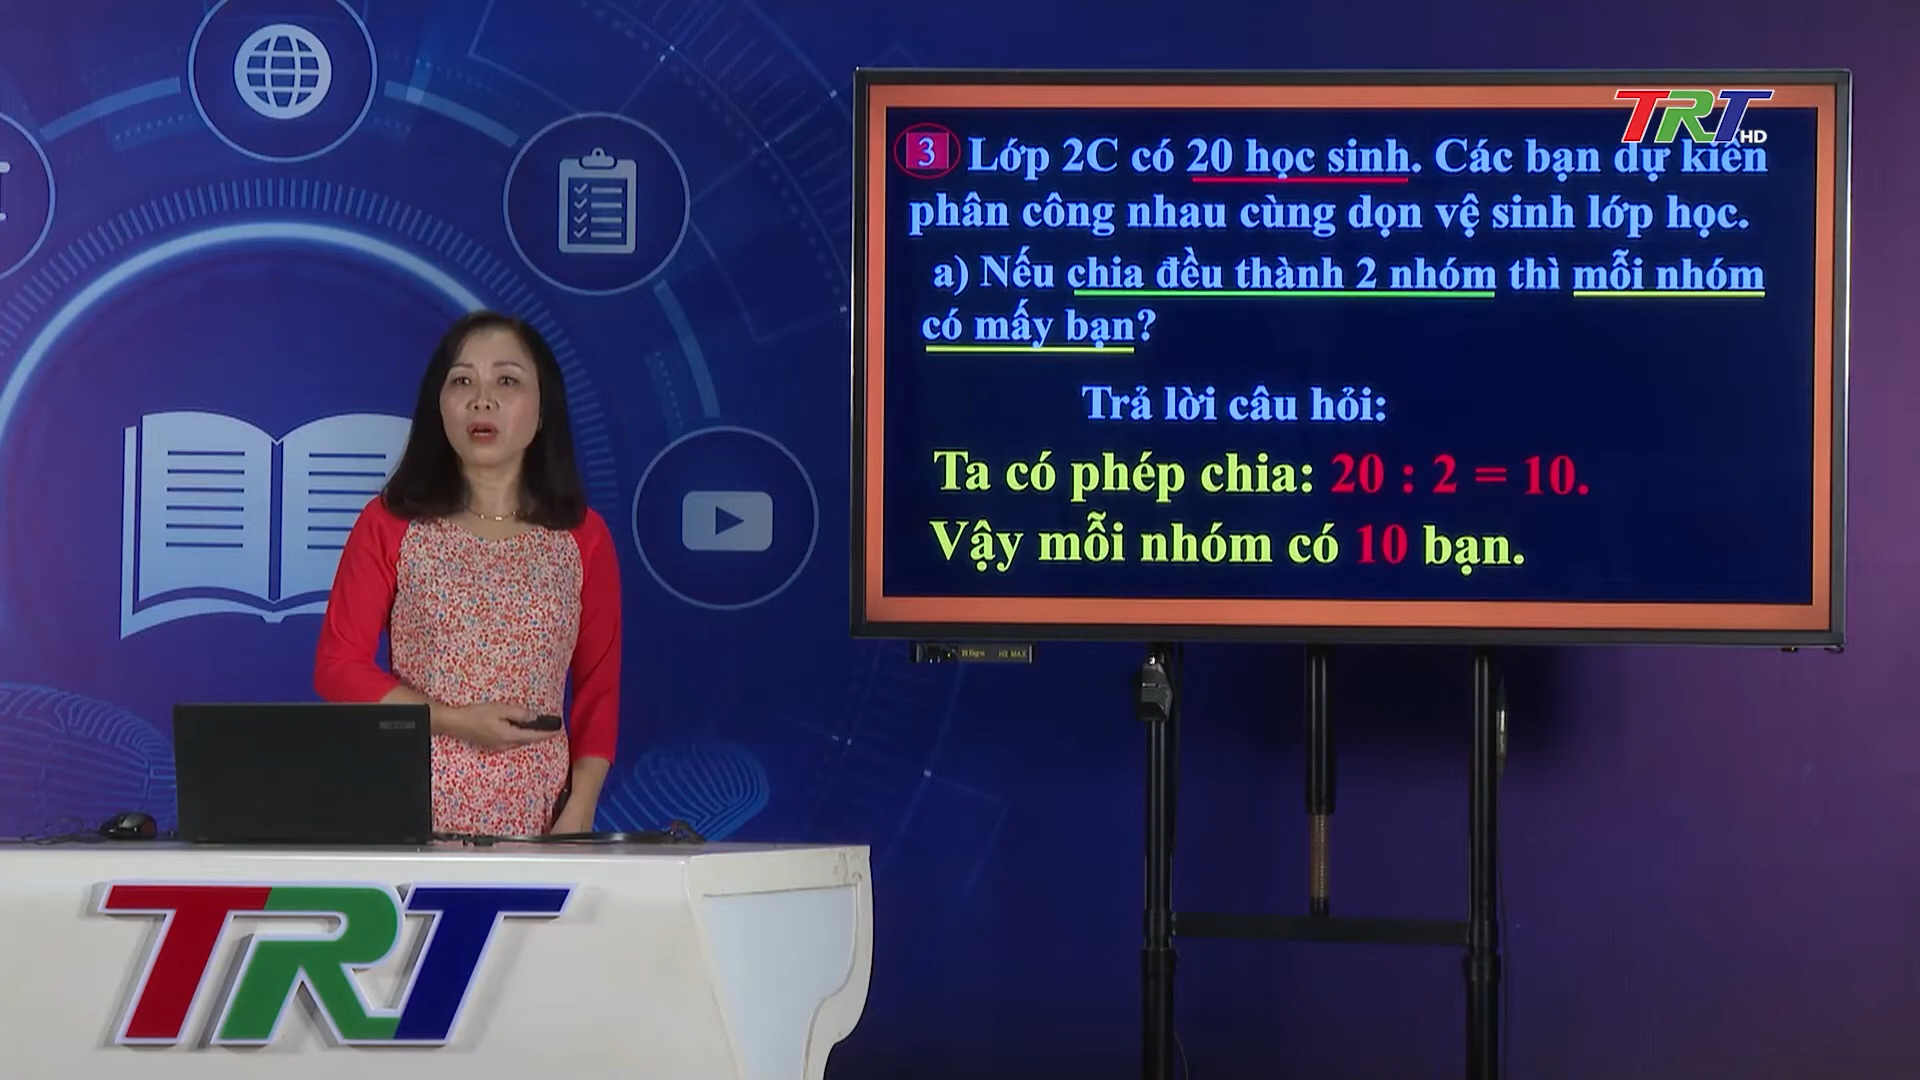 TRT HD
3 Lớp 2C có 20 học sinh. Các bạn dự kiến
phân công nhau cùng dọn vệ sinh lớp học.
a) Nếu chia đều thành 2 nhóm thì mỗi nhóm
có mấy bạn?
Trả lời câu hỏi:
Ta có phép chia: 20 : 2 = 10.
Vậy mỗi nhóm có 10 bạn.
H2 MAX
TRT